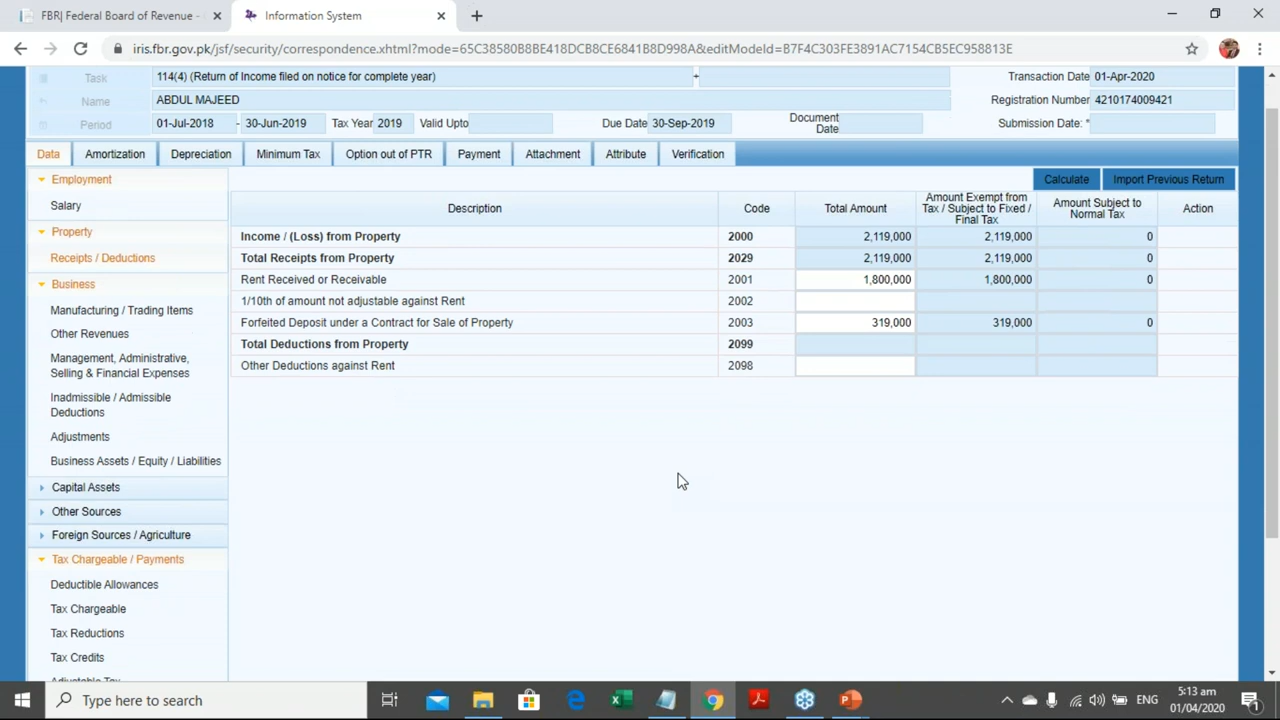 FBR| Federal Board of Revenue -
Information System
iris.fbr.gov.pk/jsf/security/correspondence.xhtml?mode=65C38580B8BE418DCB8CE6841B8D998A&editModeId=B7F4C303FE3891AC7154CB5EC958813E
Task 114(4) (Return of Income filed on notice for complete year) + Transaction Date 01-Apr-2020
Name ABDUL MAJEED Registration Number 4210174009421
Period 01-Jul-2018 - 30-Jun-2019 Tax Year 2019 Valid Upto Due Date 30-Sep-2019 Document Date Submission Date: *
Data Amortization Depreciation Minimum Tax Option out of PTR Payment Attachment Attribute Verification
Employment
Salary
Property
Receipts / Deductions
Business
Manufacturing / Trading Items
Other Revenues
Management, Administrative,
Selling & Financial Expenses
Inadmissible / Admissible
Deductions
Adjustments
Business Assets / Equity / Liabilities
Capital Assets
Other Sources
Foreign Sources / Agriculture
Tax Chargeable / Payments
Deductible Allowances
Tax Chargeable
Tax Reductions
Tax Credits
Calculate Import Previous Return
Description Code Total Amount Amount Exempt from Tax / Subject to Fixed / Final Tax Amount Subject to Normal Tax Action
Income / (Loss) from Property 2000 2,119,000 2,119,000 0
Total Receipts from Property 2029 2,119,000 2,119,000 0
Rent Received or Receivable 2001 1,800,000 1,800,000 0
1/10th of amount not adjustable against Rent 2002
Forfeited Deposit under a Contract for Sale of Property 2003 319,000 319,000 0
Total Deductions from Property 2099
Other Deductions against Rent 2098
Type here to search
ENG
5:13 am
01/04/2020
1